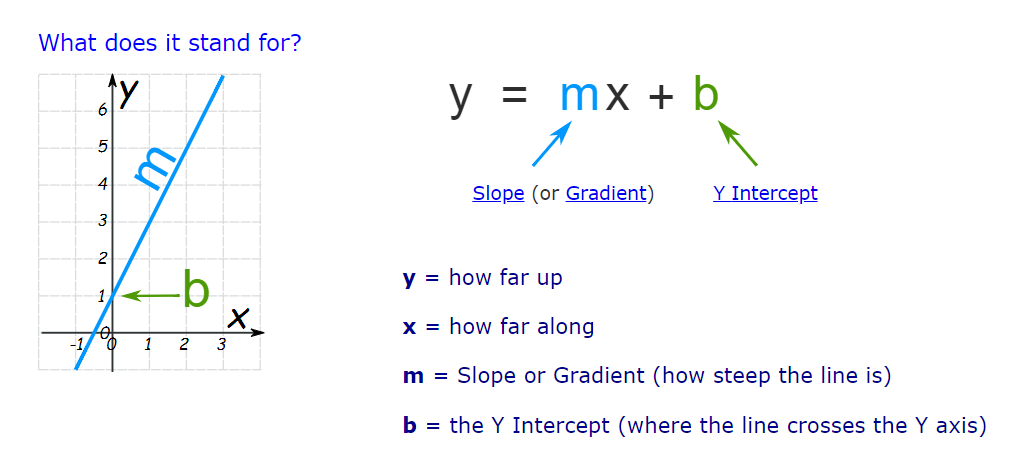 What does it stand for?
y
6
5
4
3
2
1
0
-1 0 1 2 3
m
b
x
y = mx + b
Slope (or Gradient)
Y Intercept
y = how far up
x = how far along
m = Slope or Gradient (how steep the line is)
b = the Y Intercept (where the line crosses the Y axis)